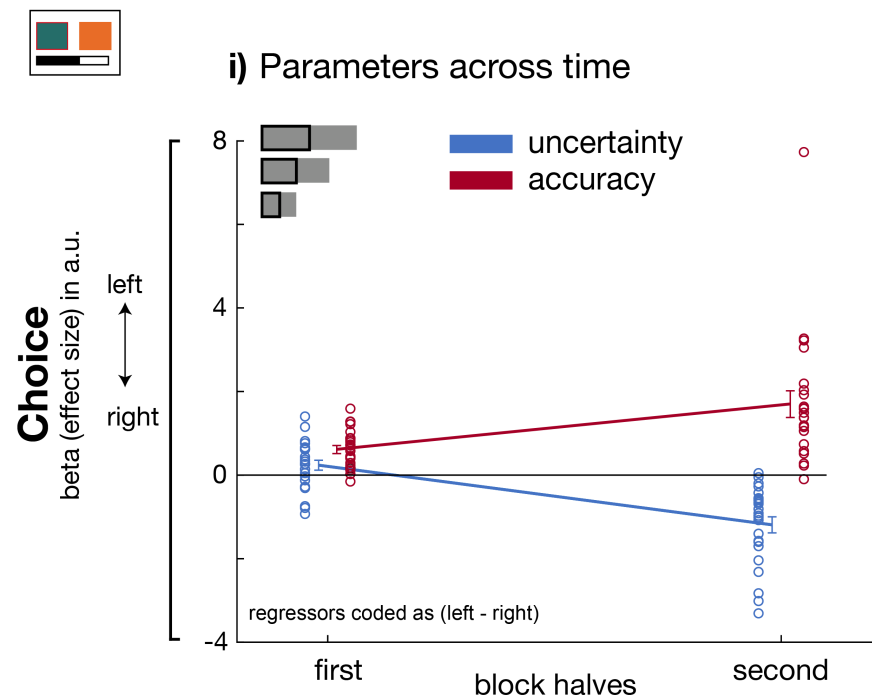 i) Parameters across time
8
4
0
-4
uncertainty
accuracy
Choice
beta (effect size) in a.u.
left
right
regressors coded as (left - right)
first
second
block halves